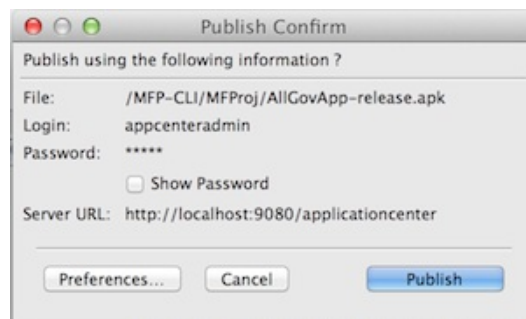 Publish Confirm
Publish using the following information ?
File: /MFP-CLI/MFProj/AllGovApp-release.apk
Login: appcenteradmin
Password: *****
Show Password
Server URL: http://localhost:9080/applicationcenter
Preferences... Cancel Publish